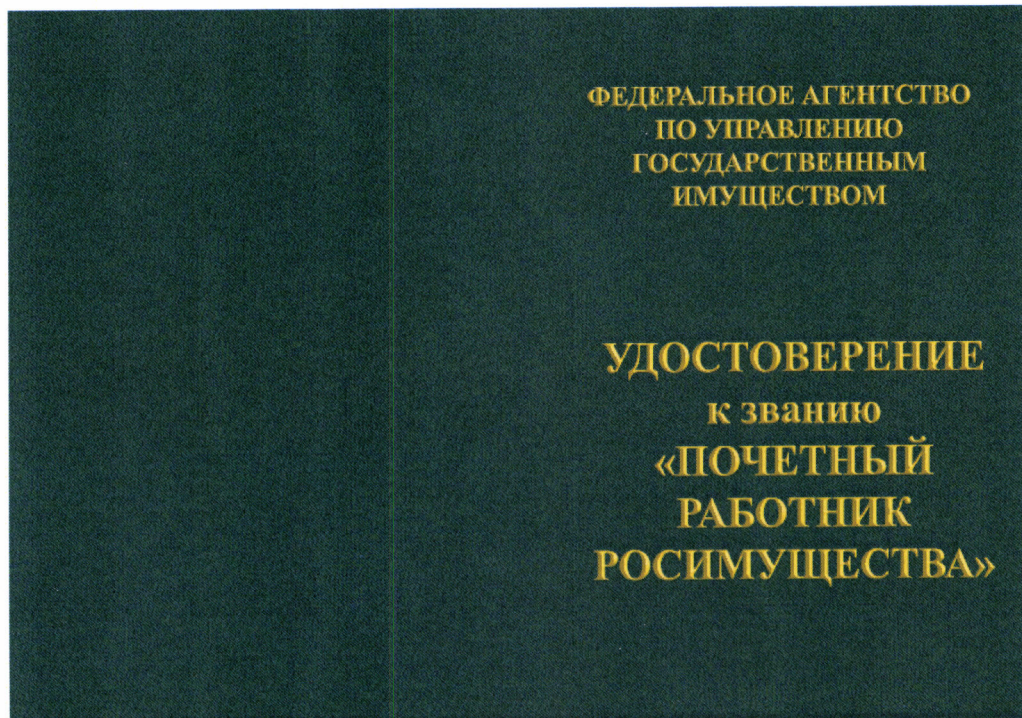 ФЕДЕРАЛЬНОЕ АГЕНТСТВО
ПО УПРАВЛЕНИЮ
ГОСУДАРСТВЕННЫМ
ИМУЩЕСТВОМ
УДОСТОВЕРЕНИЕ
к званию
«ПОЧЕТНЫЙ
РАБОТНИК
РОСИМУЩЕСТВА»